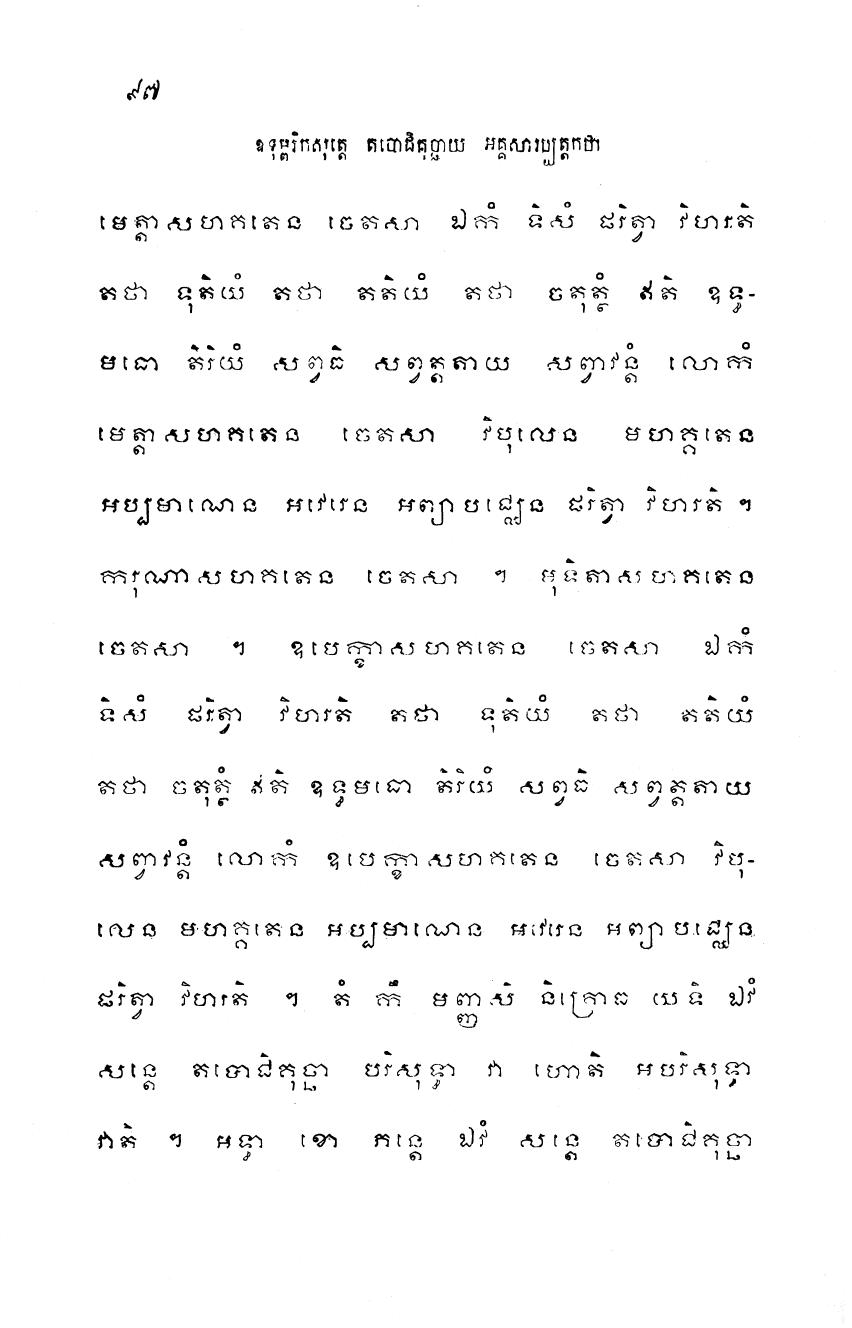 ៩៧
ឧទុម្ពរិកសុត្តេ តបោជិគុច្ឆាយ អគ្គសារប្បត្តកថា
មេត្តាសហគតេន ចេតសា ឯកំ ទិសំ ផរិត្វា វិហរតិ
តថា ទុតិយំ តថា តតិយំ តថា ចតុត្ថំ ឥតិ ឧទ្ធ-
មធោ តិរិយំ សព្វធិ សព្វត្តតាយ សព្វាវន្តំ លោកំ
មេត្តាសហគតេន ចេតសា វិបុលេន មហគ្គតេន
អប្បមាណេន អវេរេន អព្យាបជ្ឈេន ផរិត្វា វិហរតិ ។
ករុណាសហគតេន ចេតសា ។ មុទិតាសហគតេន
ចេតសា ។ ឧបេក្ខាសហគតេន ចេតសា ឯកំ
ទិសំ ផរិត្វា វិហរតិ តថា ទុតិយំ តថា តតិយំ
តថា ចតុត្ថំ ឥតិ ឧទ្ធមធោ តិរិយំ សព្វធិ សព្វត្តតាយ
សព្វាវន្តំ លោកំ ឧបេក្ខាសហគតេន ចេតសា វិបុ-
លេន មហគ្គតេន អប្បមាណេន អវេរេន អព្យាបជ្ឈេន
ផរិត្វា វិហរតិ ។ តំ កឹ មញ្ញសិ និគ្រោធ យទិ ឯវំ
សន្តេ តបោជិគុច្ឆា បរិសុទ្ធា វា ហោតិ អបរិសុទ្ធា
វាតិ ។ អទ្ធា ខោ ភន្តេ ឯវំ សន្តេ តបោជិគុច្ឆា